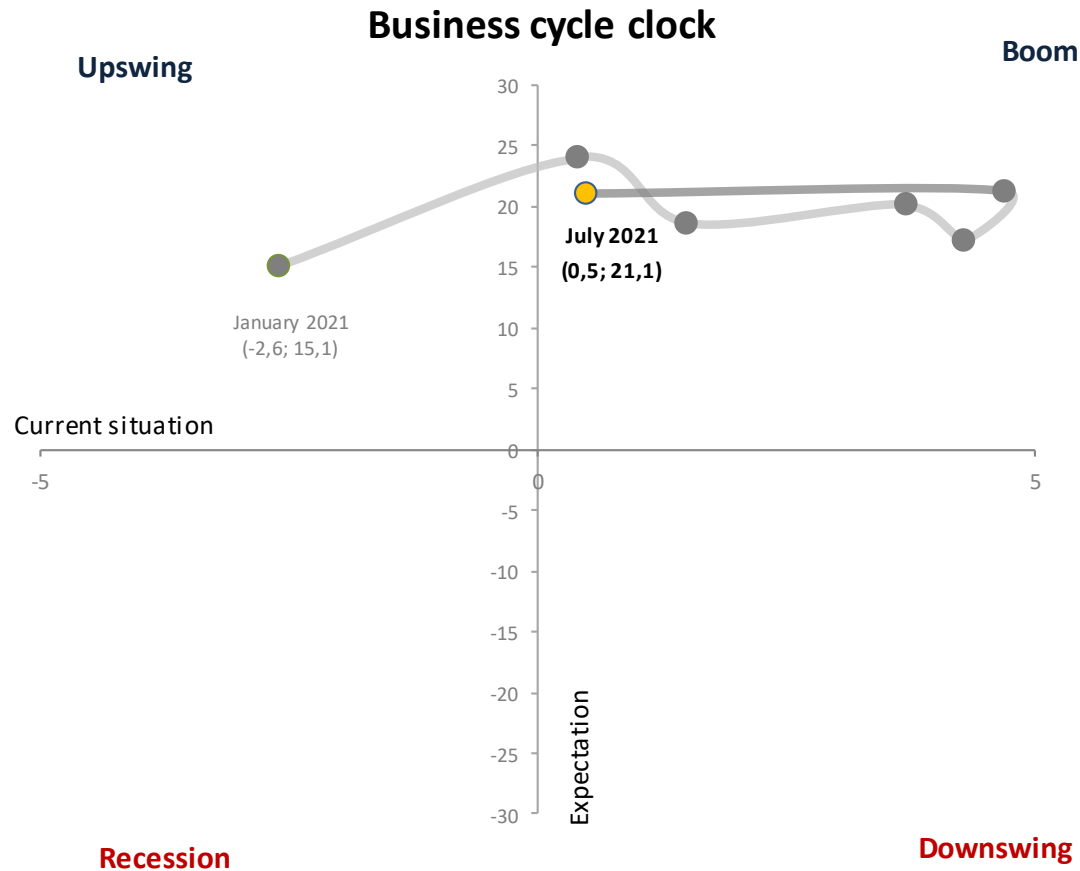 Business cycle clock
Upswing
Boom
30
25
20
15
10
5
0
-5
-10
-15
-20
-25
-30
July 2021
(0,5; 21,1)
January 2021
(-2,6; 15,1)
Current situation
-5
0
5
Expectation
Recession
Downswing